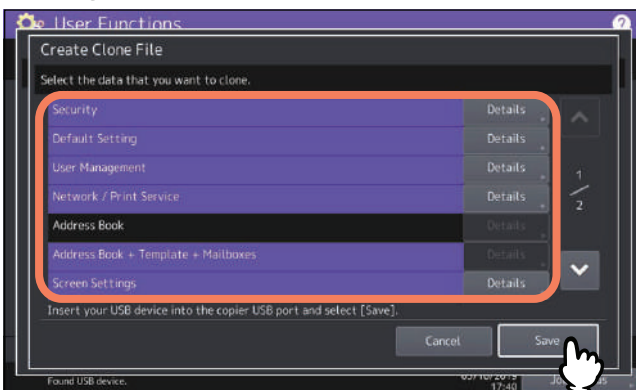 User Functions
?
Create Clone File
Select the data that you want to clone.
Security Details
Default Setting Details
User Management Details
Network / Print Service Details
1
2
Address Book Details
Address Book + Template + Mailboxes Details
Screen Settings Details
Insert your USB device into the copier USB port and select [Save].
Cancel Save
Found USB device.
17:40